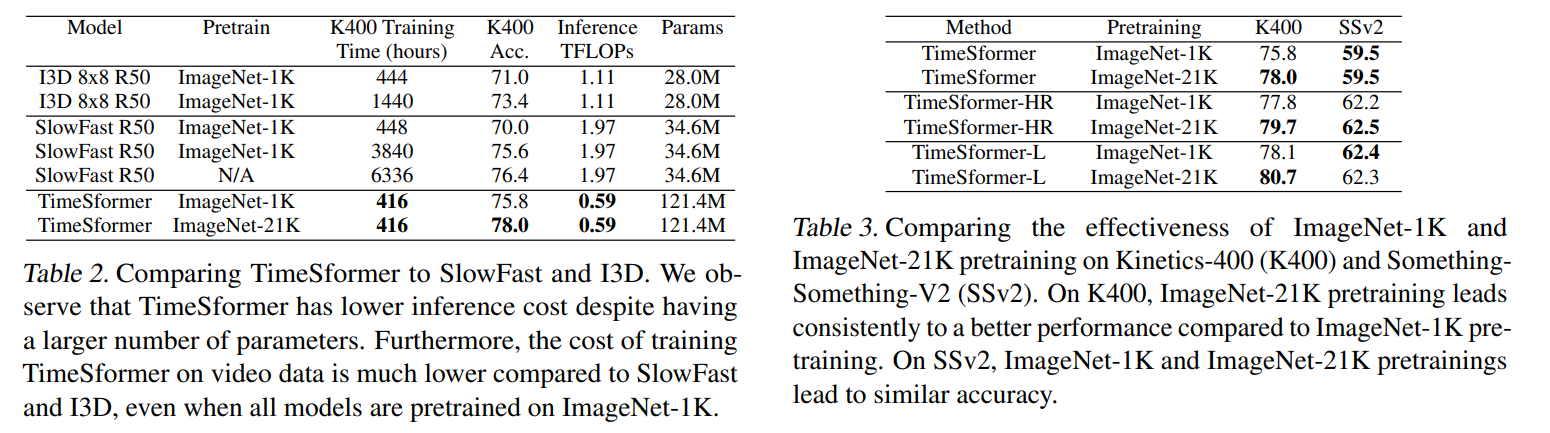 Model Pretrain K400 Training K400 Inference Params
Time (hours) Acc. TFLOPs
I3D 8x8 R50 ImageNet-1K 444 71.0 1.11 28.0M
I3D 8x8 R50 ImageNet-1K 1440 73.4 1.11 28.0M
SlowFast R50 ImageNet-1K 448 70.0 1.97 34.6M
SlowFast R50 ImageNet-1K 3840 75.6 1.97 34.6M
SlowFast R50 N/A 6336 76.4 1.97 34.6M
TimeSformer ImageNet-1K 416 75.8 0.59 121.4M
TimeSformer ImageNet-21K 416 78.0 0.59 121.4M
Table 2. Comparing TimeSformer to SlowFast and I3D. We ob-
serve that TimeSformer has lower inference cost despite having
a larger number of parameters. Furthermore, the cost of training
TimeSformer on video data is much lower compared to SlowFast
and I3D, even when all models are pretrained on ImageNet-1K.
Method Pretraining K400 SSv2
TimeSformer ImageNet-1K 75.8 59.5
TimeSformer ImageNet-21K 78.0 59.5
TimeSformer-HR ImageNet-1K 77.8 62.2
TimeSformer-HR ImageNet-21K 79.7 62.5
TimeSformer-L ImageNet-1K 78.1 62.4
TimeSformer-L ImageNet-21K 80.7 62.3
Table 3. Comparing the effectiveness of ImageNet-1K and
ImageNet-21K pretraining on Kinetics-400 (K400) and Something-
Something-V2 (SSv2). On K400, ImageNet-21K pretraining leads
consistently to a better performance compared to ImageNet-1K pre-
training. On SSv2, ImageNet-1K and ImageNet-21K pretrainings
lead to similar accuracy.